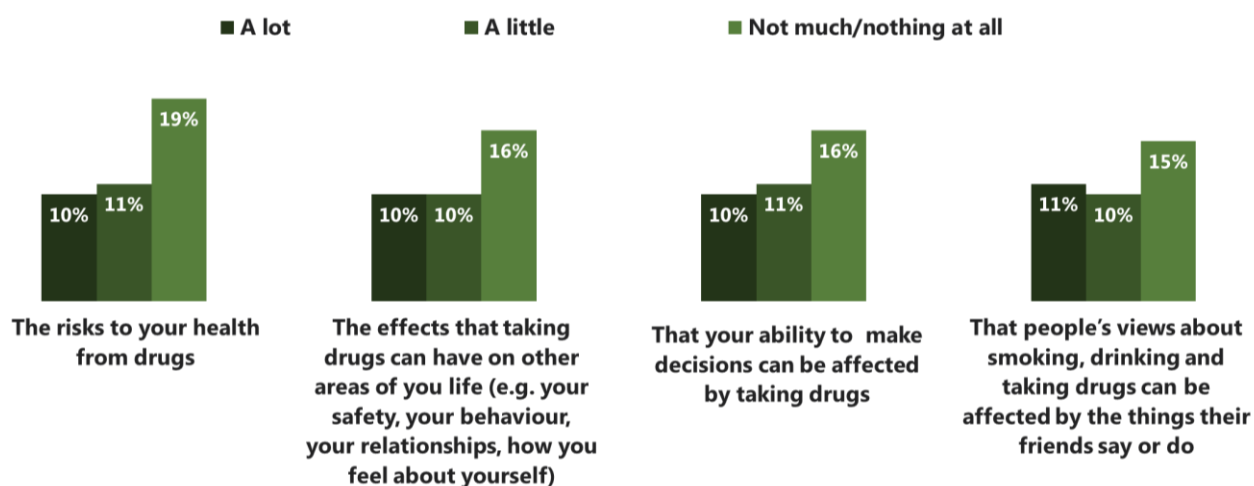 A lot A little Not much/nothing at all
19%
10% 11%
16%
10% 10%
16%
10% 11%
15%
11% 10%
The risks to your health
from drugs
The effects that taking
drugs can have on other
areas of you life (e.g. your
safety, your behaviour,
your relationships, how you
feel about yourself)
That your ability to make
decisions can be affected
by taking drugs
That people’s views about
smoking, drinking and
taking drugs can be
affected by the things their
friends say or do